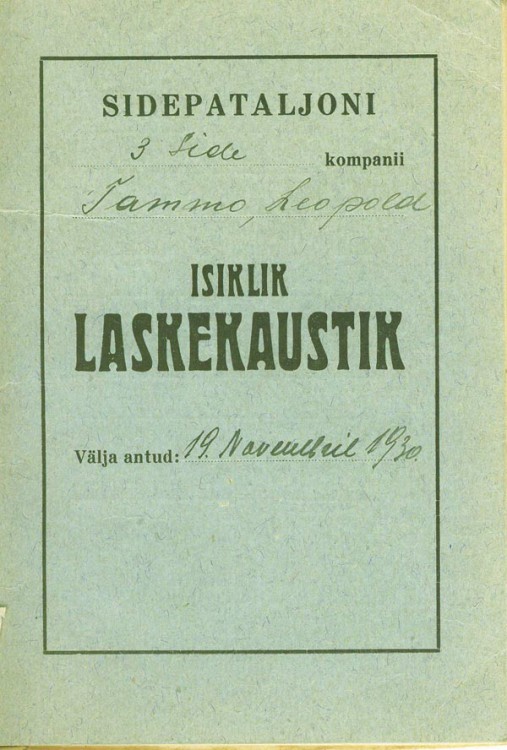 SIDEPATALJONI
3 Side kompanii
Tammo, Leopold
ISIKLIK
LASKEKAUSTIK
Välja antud: 19. Novembril 1930.